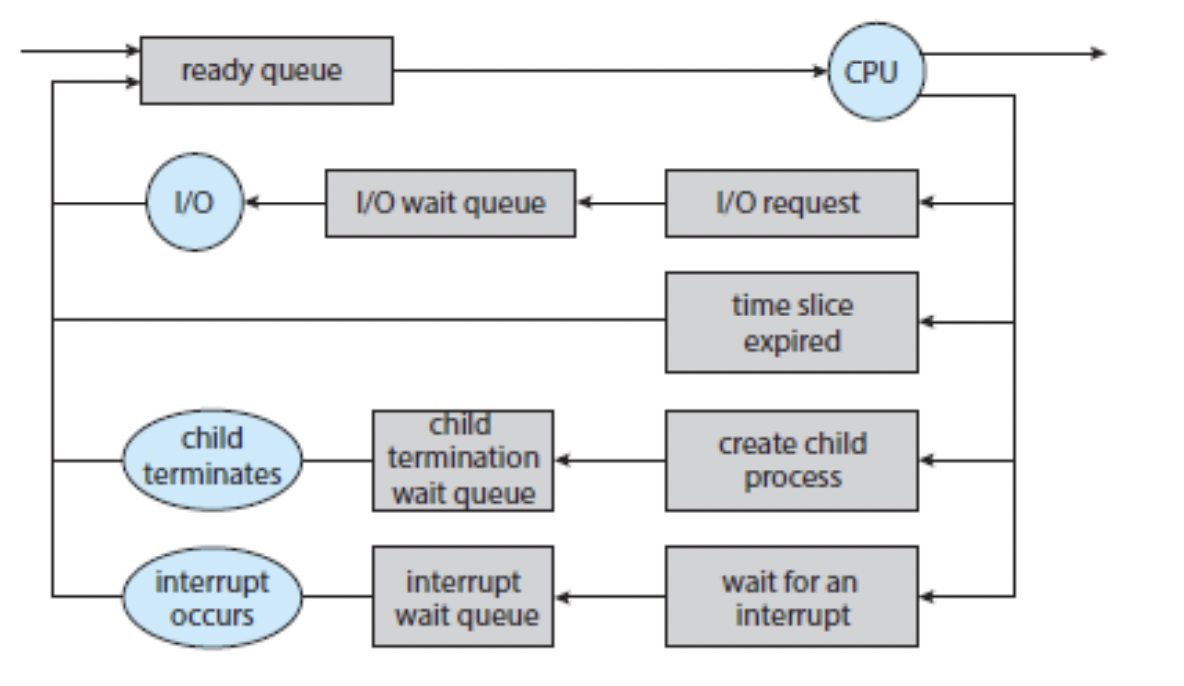 ready queue
CPU
I/O
I/O wait queue
I/O request
time slice
expired
child
terminates
child
termination
wait queue
create child
process
interrupt
occurs
interrupt
wait queue
wait for an
interrupt